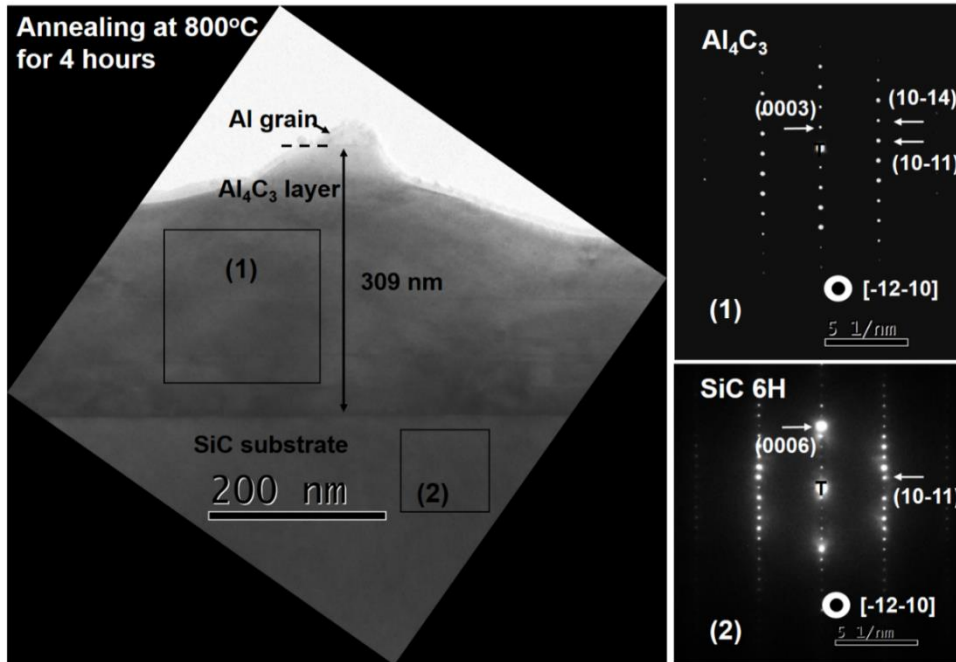 Annealing at 800°C
for 4 hours
Al grain
Al₄C₃ layer
(1)
309 nm
SiC substrate
200 nm
(2)
Al₄C₃
(0003)
(10-14)
T
(10-11)
[-12-10]
(1)
5 1/nm
SiC 6H
(0006)
T
(10-11)
[-12-10]
(2)
5 1/nm